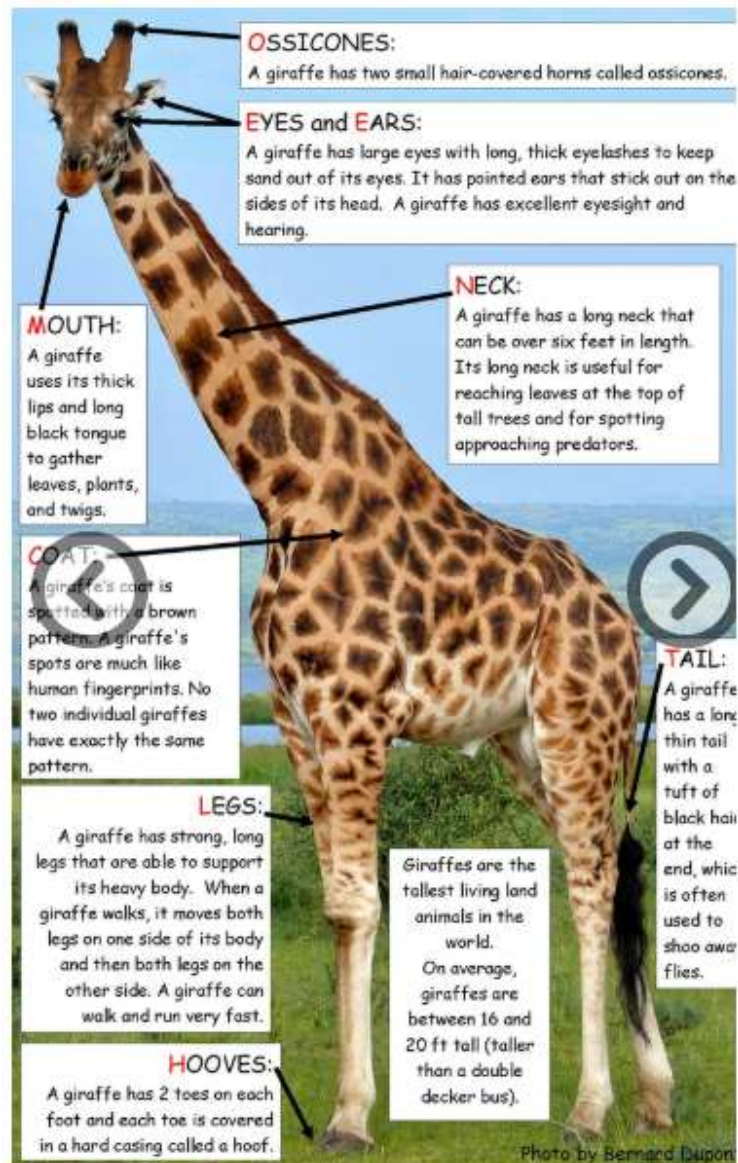 OSSICONES:
A giraffe has two small hair-covered horns called ossicones.
EYES and EARS:
A giraffe has large eyes with long, thick eyelashes to keep
sand out of its eyes. It has pointed ears that stick out on the
sides of its head. A giraffe has excellent eyesight and
hearing.
NECK:
A giraffe has a long neck that
can be over six feet in length.
Its long neck is useful for
reaching leaves at the top of
tall trees and for spotting
approaching predators.
MOUTH:
A giraffe
uses its thick
lips and long
black tongue
to gather
leaves, plants,
and twigs.
COAT:
A giraffe's coat is
spotted with a brown
pattern. A giraffe's
spots are much like
human fingerprints. No
two individual giraffes
have exactly the same
pattern.
TAIL:
A giraffe
has a long
thin tail
with a
tuft of
black hair
at the
end, whic
is often
used to
shoo away
flies.
LEGS:
A giraffe has strong, long
legs that are able to support
its heavy body. When a
giraffe walks, it moves both
legs on one side of its body
and then both legs on the
other side. A giraffe can
walk and run very fast.
Giraffes are the
tallest living land
animals in the
world.
On average,
giraffes are
between 16 and
20 ft tall (taller
than a double
decker bus).
HOOVES:
A giraffe has 2 toes on each
foot and each toe is covered
in a hard casing called a hoof.
Photo by Bernard Dupont